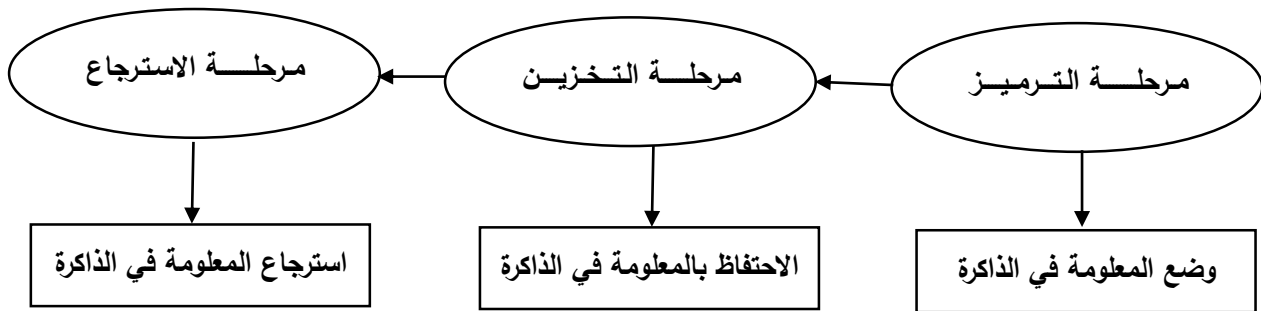 مرحلة الترميز
مرحلة التخزين
مرحلة الاسترجاع
وضع المعلومة في الذاكرة
الاحتفاظ بالمعلومة في الذاكرة
استرجاع المعلومة في الذاكرة